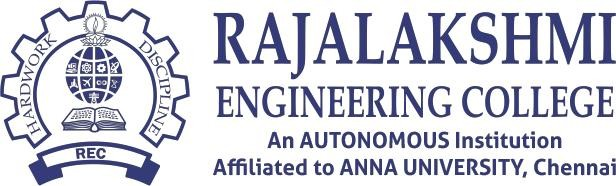 HARDWORK
DISCIPLINE
REC
RAJALAKSHMI
ENGINEERING COLLEGE
An AUTONOMOUS Institution
Affiliated to ANNA UNIVERSITY, Chennai